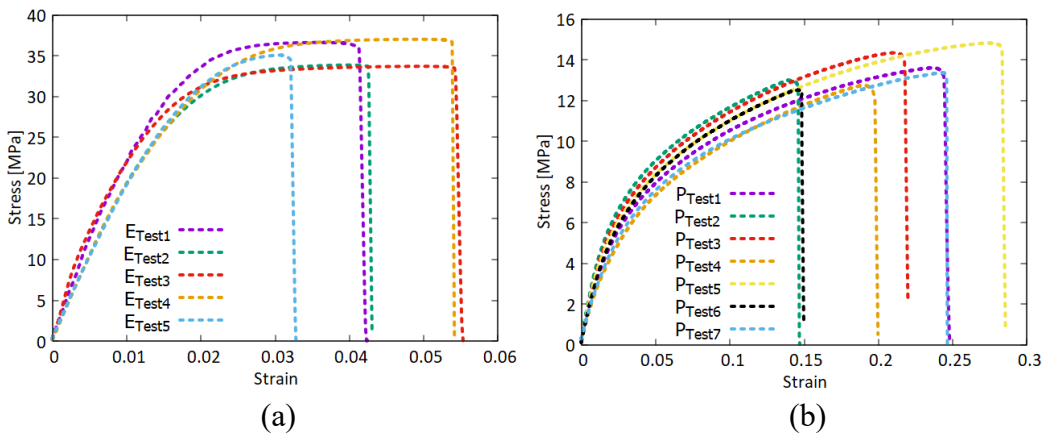 40
35
30
25
20
15
10
5
0
Stress [MPa]
E_Test1
E_Test2
E_Test3
E_Test4
E_Test5
0 0.01 0.02 0.03 0.04 0.05 0.06
Strain
(a)
16
14
12
10
8
6
4
2
0
Stress [MPa]
P_Test1
P_Test2
P_Test3
P_Test4
P_Test5
P_Test6
P_Test7
0 0.05 0.1 0.15 0.2 0.25 0.3
Strain
(b)